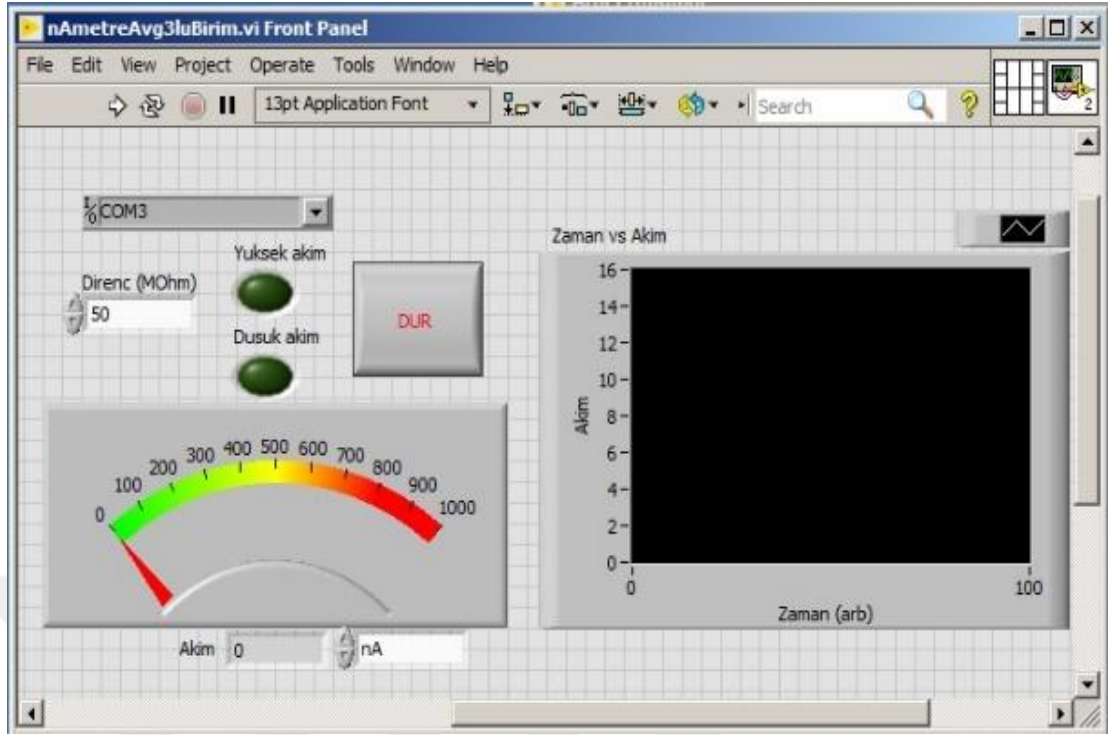 nAmetreAvg3luBirim.vi Front Panel
File Edit View Project Operate Tools Window Help
13pt Application Font
Search
2
COM3
Yuksek akim
Direnc (MOhm)
50
Dusuk akim
DUR
0 100 200 300 400 500 600 700 800 900 1000
Akim 0 nA
Zaman vs Akim
16
14
12
10
8
6
4
2
0
Akim
0 100
Zaman (arb)